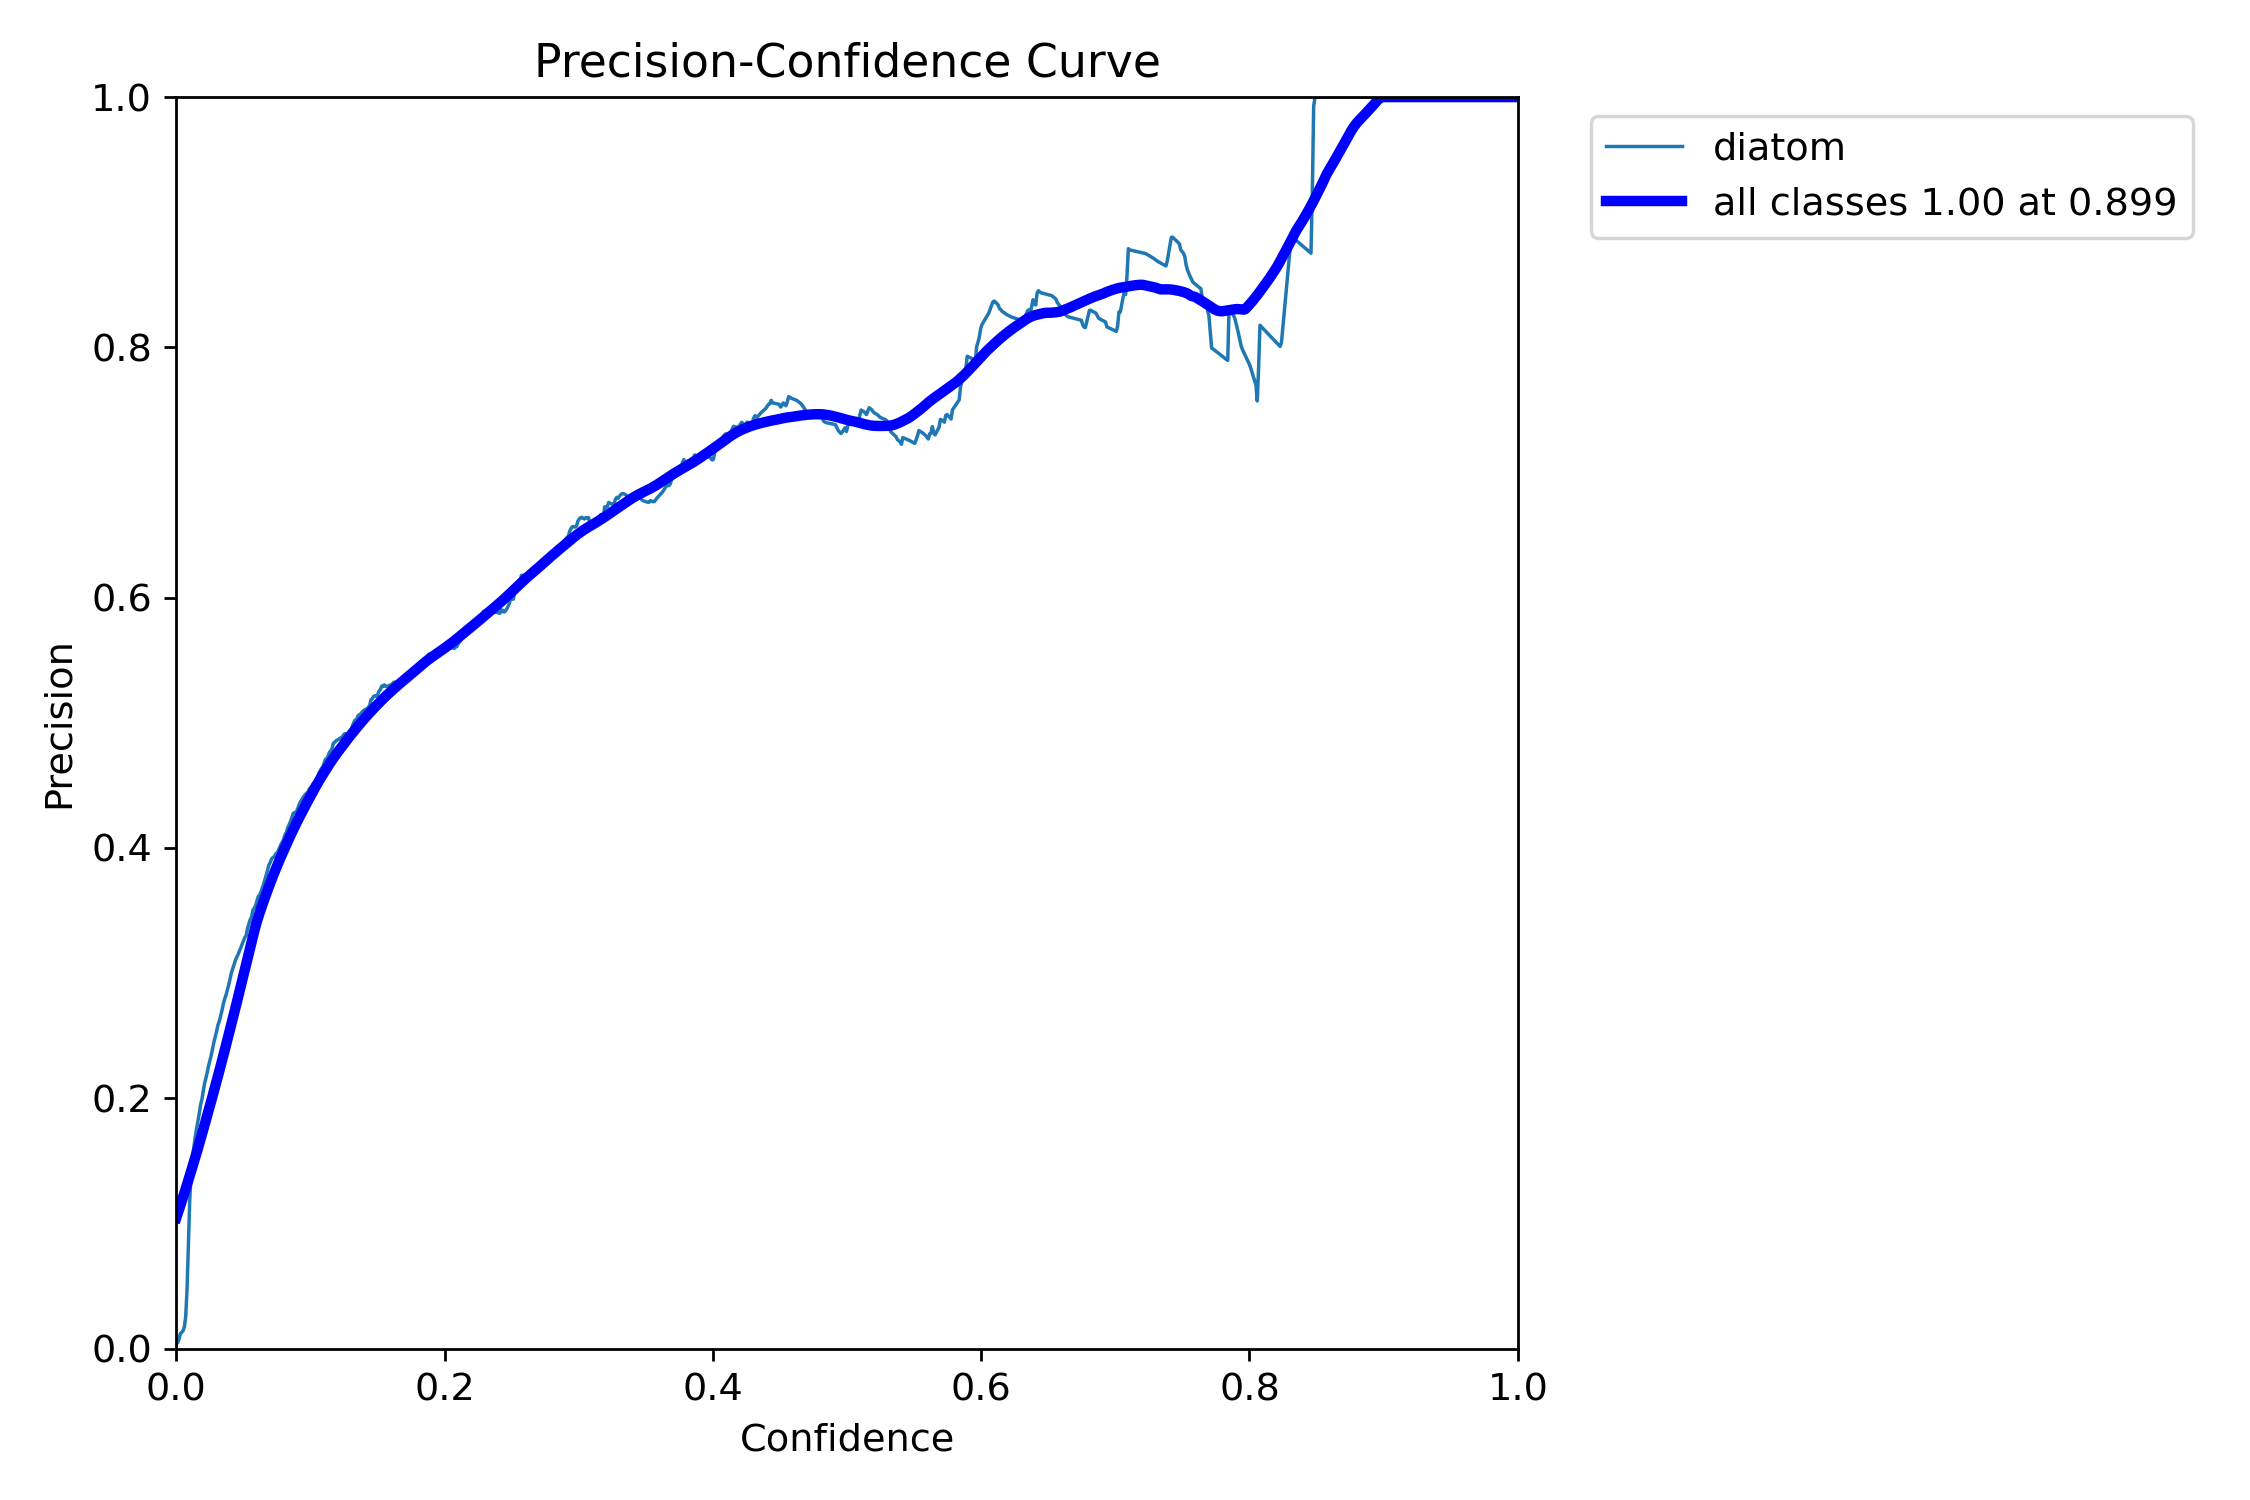 Precision-Confidence Curve
1.0
0.8
0.6
0.4
0.2
0.0
Precision
0.0 0.2 0.4 0.6 0.8 1.0
Confidence
diatom
all classes 1.00 at 0.899